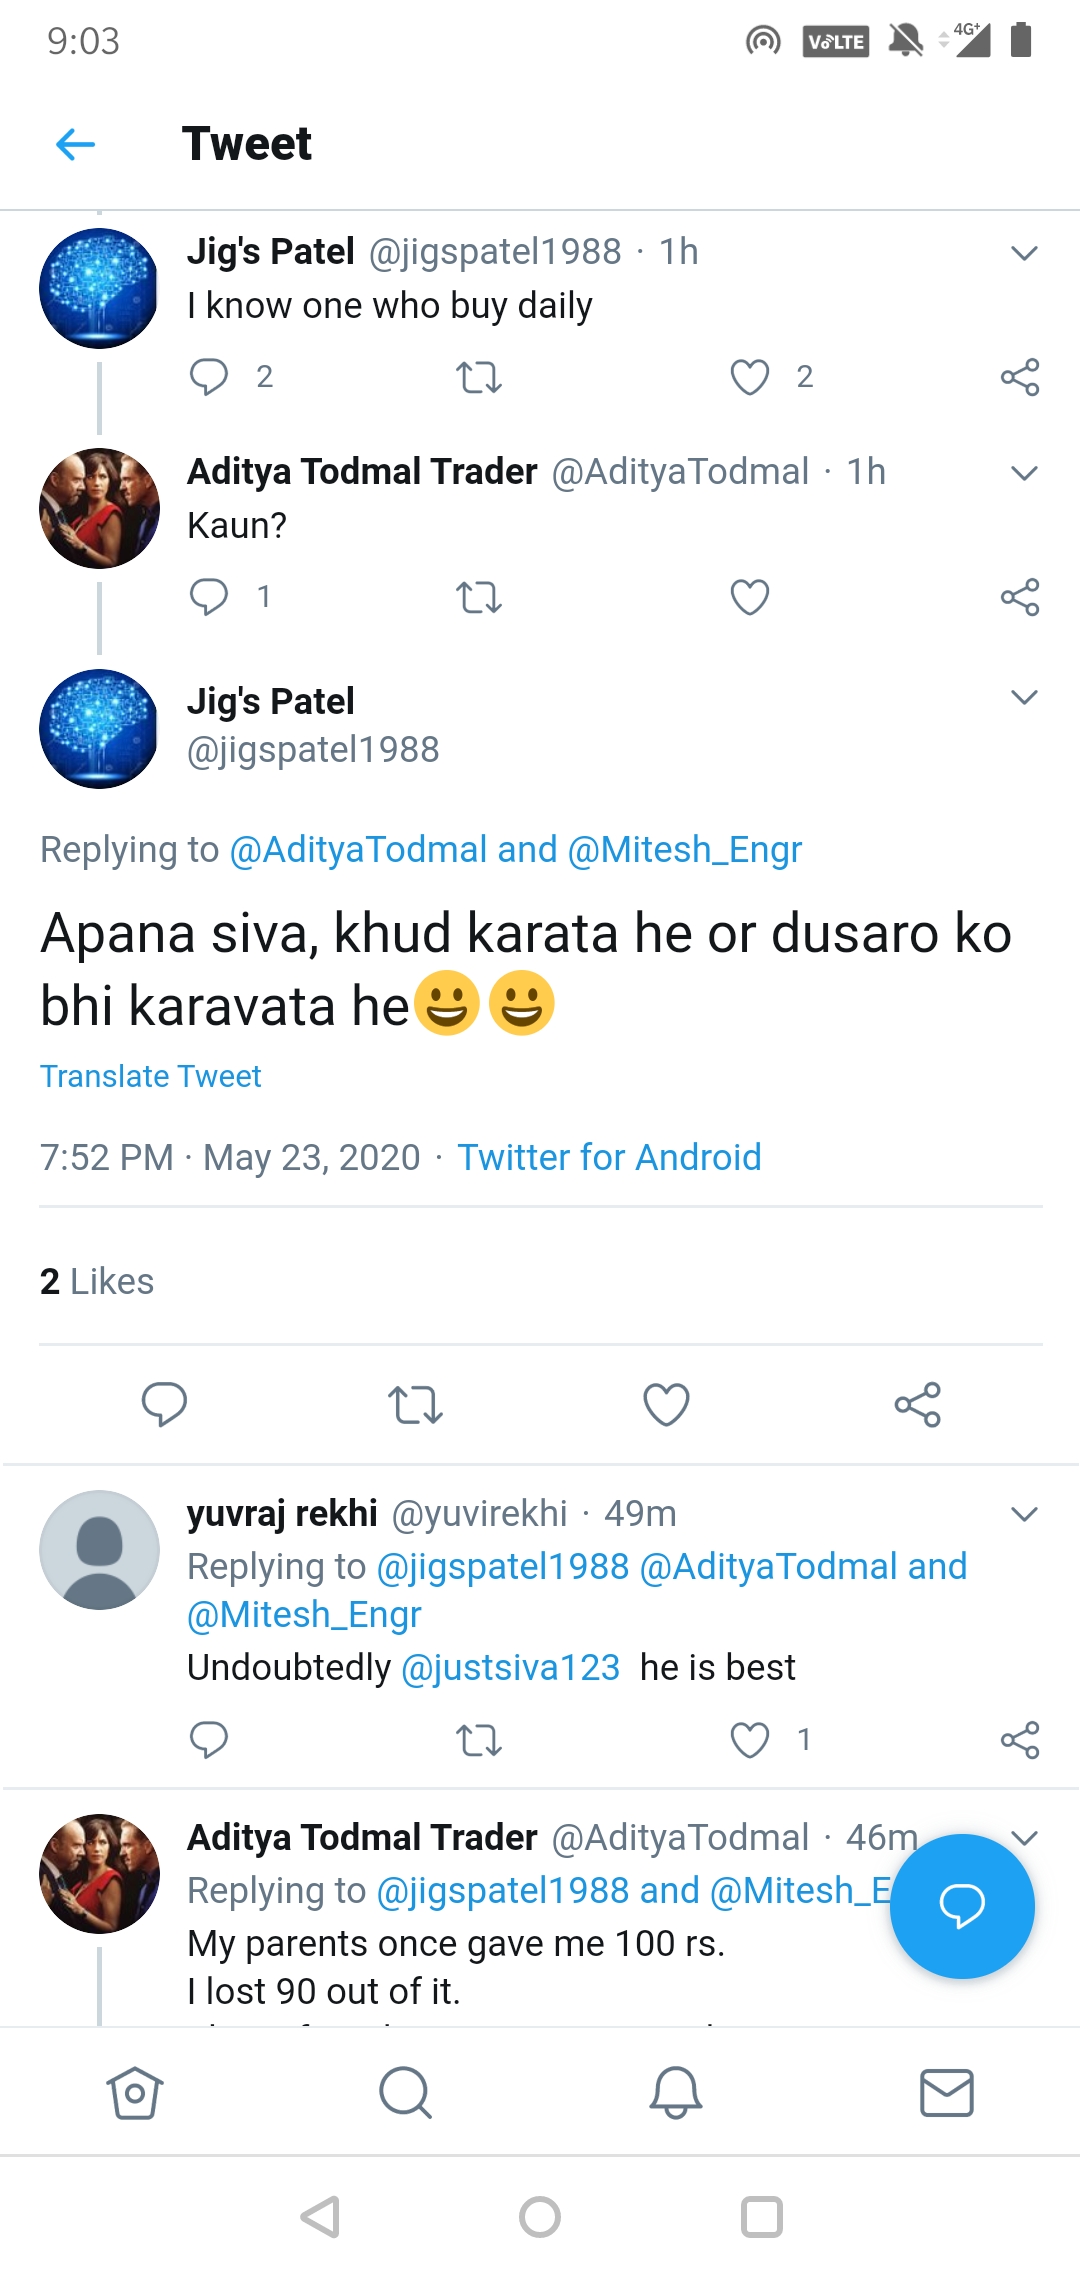 9:03
VoLTE
4G+
Tweet
Jig's Patel @jigspatel1988 · 1h
I know one who buy daily
2
2
Aditya Todmal Trader @AdityaTodmal · 1h
Kaun?
1
Jig's Patel
@jigspatel1988
Replying to @AdityaTodmal and @Mitesh_Engr
Apana siva, khud karata he or dusaro ko
bhi karavata he😃😃
Translate Tweet
7:52 PM · May 23, 2020 · Twitter for Android
2 Likes
yuvraj rekhi @yuvirekhi · 49m
Replying to @jigspatel1988 @AdityaTodmal and
@Mitesh_Engr
Undoubtedly @justsiva123 he is best
1
Aditya Todmal Trader @AdityaTodmal · 46m
Replying to @jigspatel1988 and @Mitesh_E
My parents once gave me 100 rs.
I lost 90 out of it.